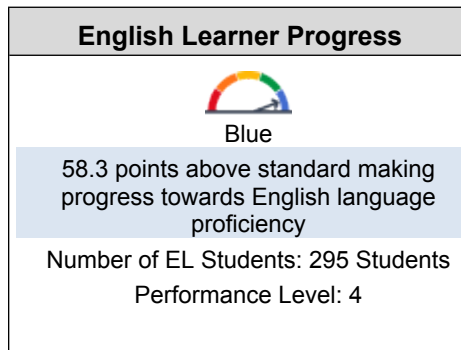 English Learner Progress
Blue
58.3 points above standard making
progress towards English language
proficiency
Number of EL Students: 295 Students
Performance Level: 4